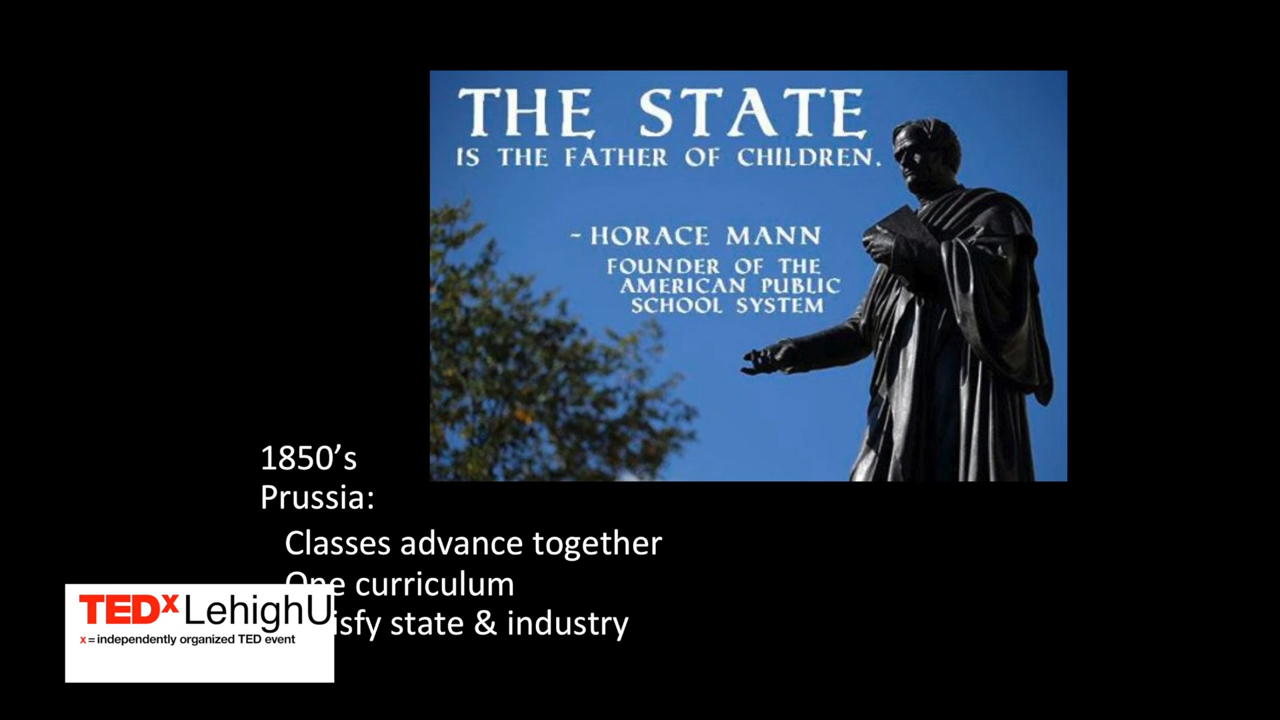 THE STATE
IS THE FATHER OF CHILDREN.
- HORACE MANN
FOUNDER OF THE
AMERICAN PUBLIC
SCHOOL SYSTEM
1850’s
Prussia:
Classes advance together
One curriculum
state & industry
TEDx LehighU
x = independently organized TED event